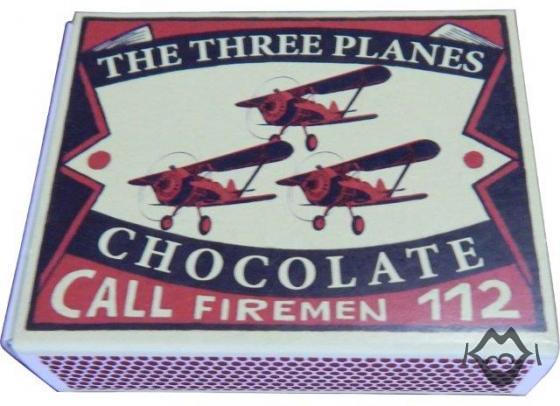 THE THREE PLANES
CHOCOLATE
CALL FIREMEN 112